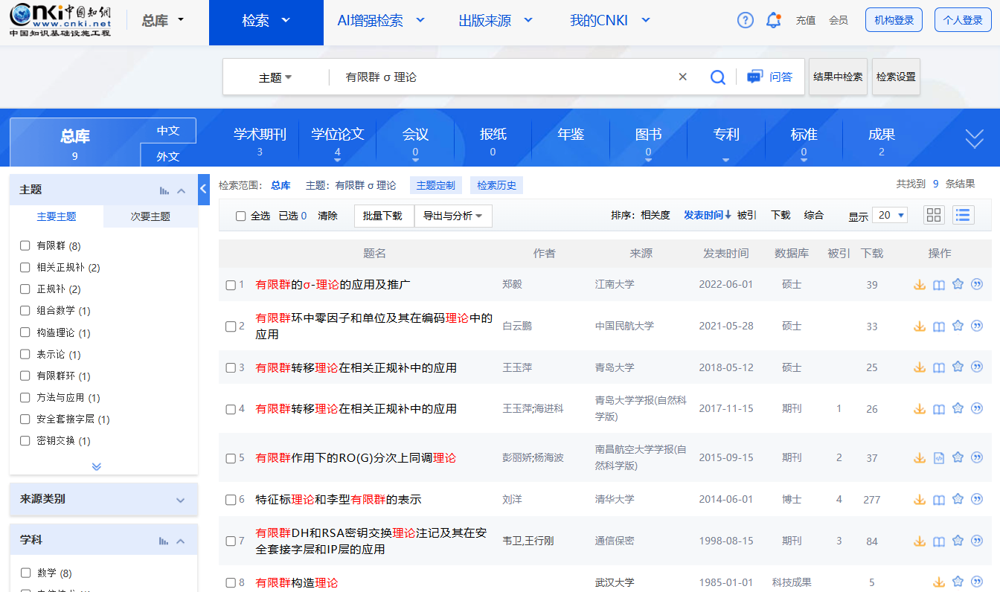 CNKI中国知网
www.cnki.net
中国知识基础设施工程
总库
检索
AI增强检索
出版来源
我的CNKI
充值
会员
机构登录
个人登录
主题
有限群 σ 理论
问答
结果中检索
检索设置
总库
9
中文
外文
学术期刊
3
学位论文
4
会议
0
报纸
0
年鉴
图书
0
专利
标准
0
成果
2
主题
主要主题
次要主题
有限群 (8)
相关正规补 (2)
正规补 (2)
组合数学 (1)
构造理论 (1)
表示论 (1)
有限群环 (1)
方法与应用 (1)
安全套接字层 (1)
密钥交换 (1)
来源类别
学科
数学 (8)
检索范围: 总库 主题: 有限群 σ 理论 主题定制 检索历史
共找到 9 条结果
全选 已选 0 清除 批量下载 导出与分析
排序: 相关度 发表时间↓ 被引 下载 综合 显示 20
题名 作者 来源 发表时间 数据库 被引 下载 操作
1 有限群的σ-理论的应用及推广 郑毅 江南大学 2022-06-01 硕士 39
2 有限群环中零因子和单位及其在编码理论中的
应用 白云鹏 中国民航大学 2021-05-28 硕士 33
3 有限群转移理论在相关正规补中的应用 王玉萍 青岛大学 2018-05-12 硕士 25
4 有限群转移理论在相关正规补中的应用 王玉萍;海进科 青岛大学学报(自然科
学版) 2017-11-15 期刊 1 26
5 有限群作用下的RO(G)分次上同调理论 彭丽娇;杨海波 南昌航空大学学报(自
然科学版) 2015-09-15 期刊 2 37
6 特征标理论和李型有限群的表示 刘洋 清华大学 2014-06-01 博士 4 277
7 有限群DH和RSA密钥交换理论注记及其在安
全套接字层和IP层的应用 韦卫,王行刚 通信保密 1998-08-15 期刊 3 84
8 有限群构造理论 武汉大学 1985-01-01 科技成果 5